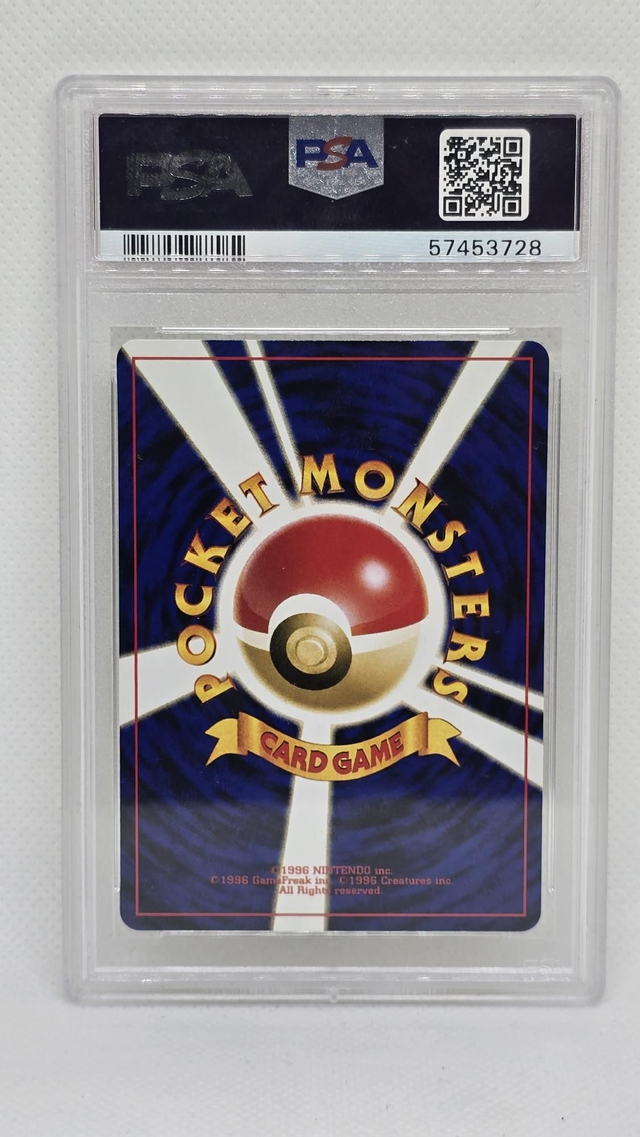 PSA
PSA
57453728
POCKET MONSTERS
CARD GAME
©1996 NINTENDO inc.
©1996 GameFreak inc. ©1996 Creatures inc.
All Rights reserved.
PSA